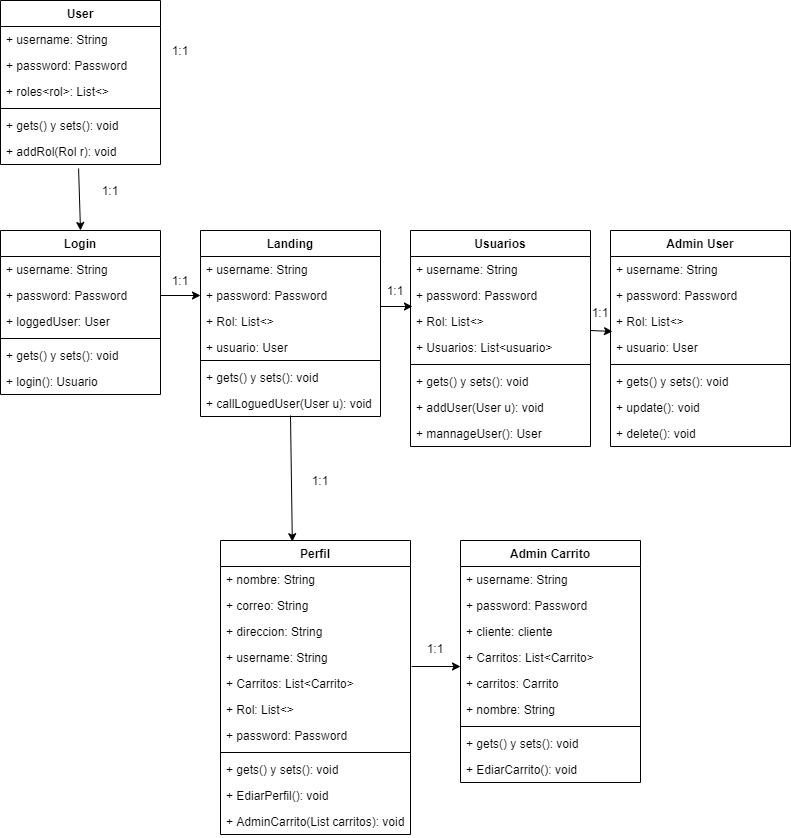 User
+ username: String
+ password: Password
+ roles<rol>: List<>
+ gets() y sets(): void
+ addRol(Rol r): void
1:1
1:1
Login
+ username: String
+ password: Password
+ loggedUser: User
+ gets() y sets(): void
+ login(): Usuario
1:1
Landing
+ username: String
+ password: Password
+ Rol: List<>
+ usuario: User
+ gets() y sets(): void
+ callLoguedUser(User u): void
1:1
Usuarios
+ username: String
+ password: Password
+ Rol: List<>
+ Usuarios: List<usuario>
+ gets() y sets(): void
+ addUser(User u): void
+ mannageUser(): User
1:1
Admin User
+ username: String
+ password: Password
+ Rol: List<>
+ usuario: User
+ gets() y sets(): void
+ update(): void
+ delete(): void
1:1
Perfil
+ nombre: String
+ correo: String
+ direccion: String
+ username: String
+ Carritos: List<Carrito>
+ Rol: List<>
+ password: Password
+ gets() y sets(): void
+ EdiarPerfil(): void
+ AdminCarrito(List carritos): void
1:1
Admin Carrito
+ username: String
+ password: Password
+ cliente: cliente
+ Carritos: List<Carrito>
+ carritos: Carrito
+ nombre: String
+ gets() y sets(): void
+ EdiarCarrito(): void